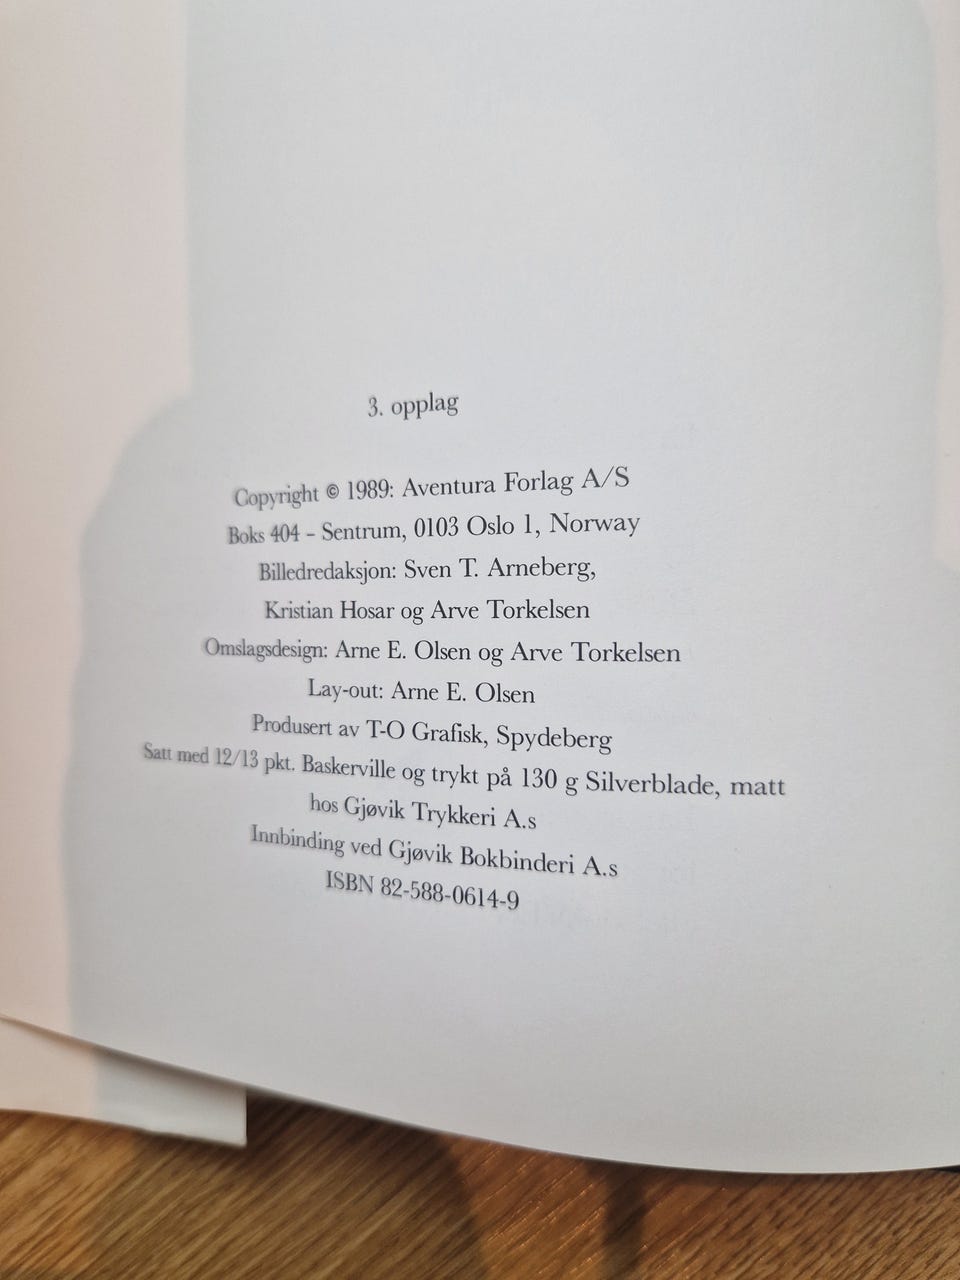 3. opplag
Copyright © 1989: Aventura Forlag A/S
Boks 404 – Sentrum, 0103 Oslo 1, Norway
Billedredaksjon: Sven T. Arneberg,
Kristian Hosar og Arve Torkelsen
Omslagsdesign: Arne E. Olsen og Arve Torkelsen
Lay-out: Arne E. Olsen
Produsert av T-O Grafisk, Spydeberg
Satt med 12/13 pkt. Baskerville og trykt på 130 g Silverblade, matt
hos Gjøvik Trykkeri A.s
Innbinding ved Gjøvik Bokbinderi A.s
ISBN 82-588-0614-9